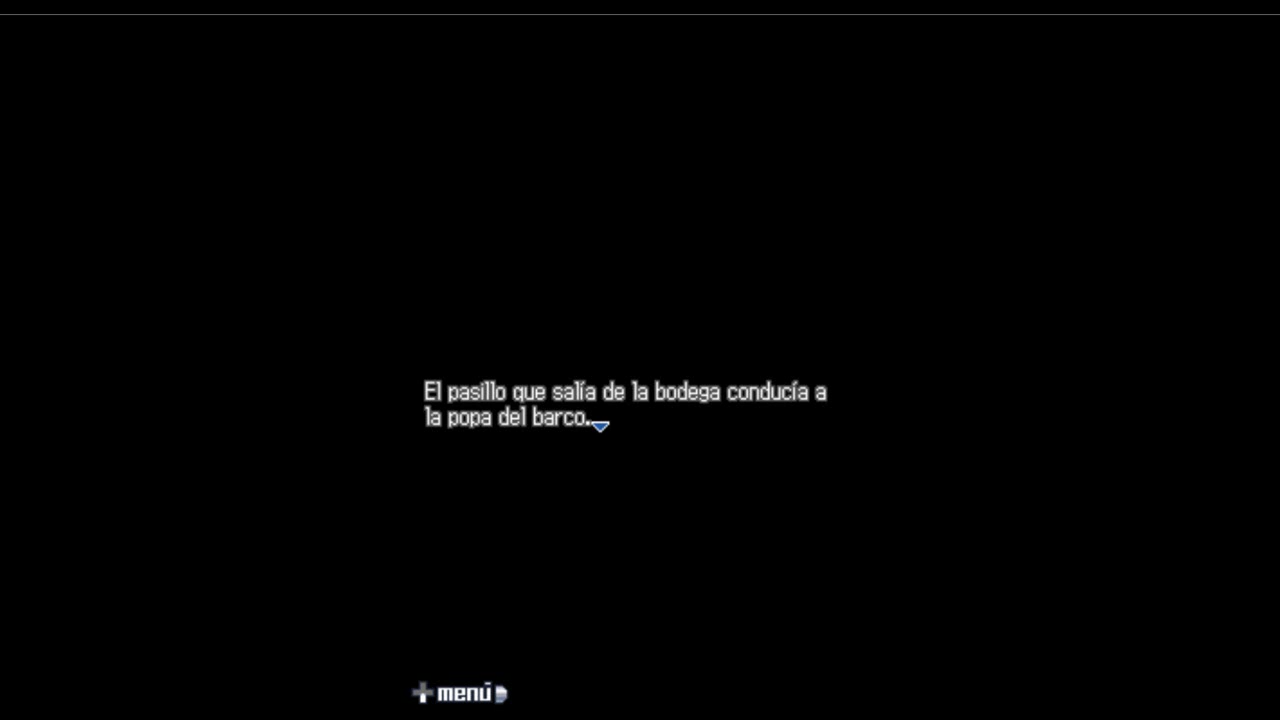 El pasillo que salía de la bodega conducía a
la popa del barco.
menú